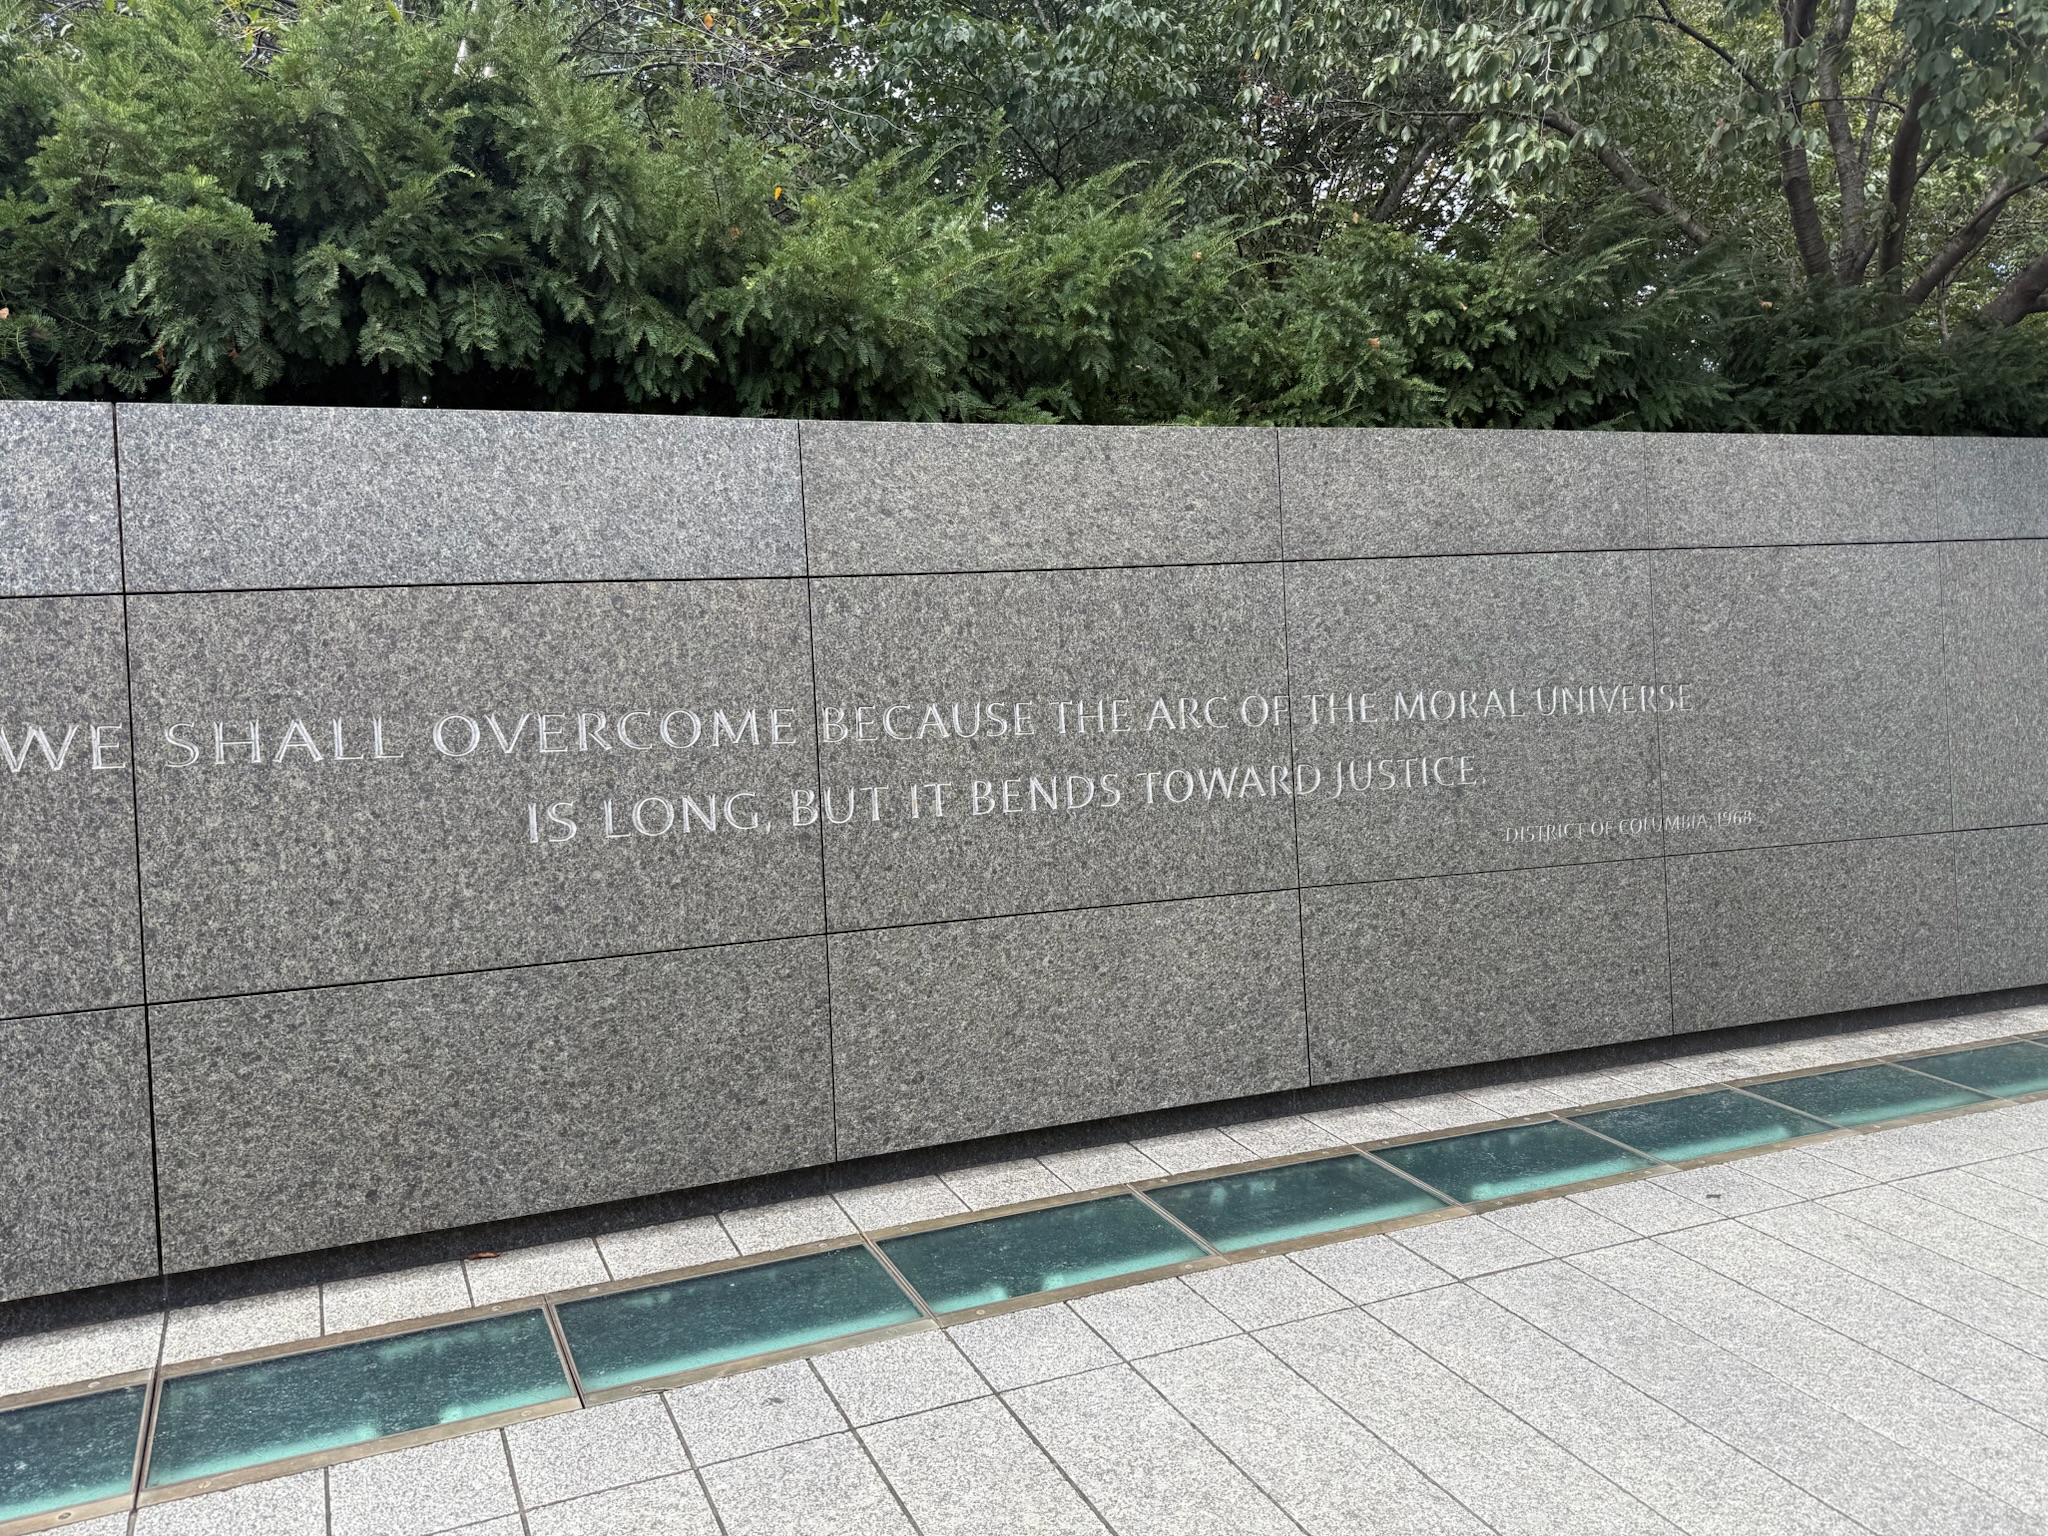 WE SHALL OVERCOME BECAUSE THE ARC OF THE MORAL UNIVERSE
IS LONG, BUT IT BENDS TOWARD JUSTICE.
DISTRICT OF COLUMBIA, 1968